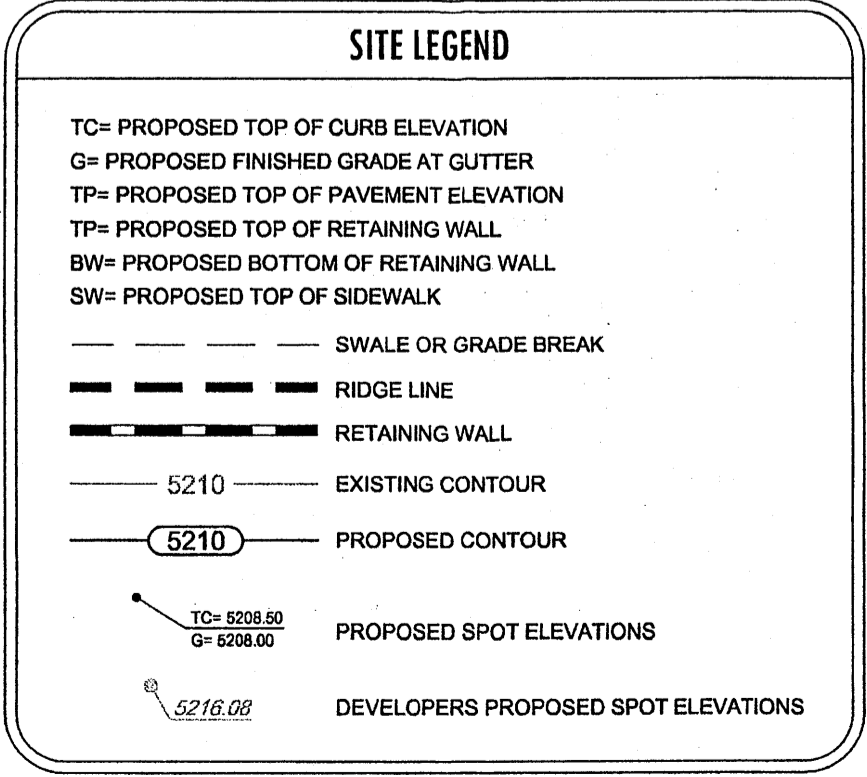 SITE LEGEND
TC= PROPOSED TOP OF CURB ELEVATION
G= PROPOSED FINISHED GRADE AT GUTTER
TP= PROPOSED TOP OF PAVEMENT ELEVATION
TP= PROPOSED TOP OF RETAINING WALL
BW= PROPOSED BOTTOM OF RETAINING WALL
SW= PROPOSED TOP OF SIDEWALK
SWALE OR GRADE BREAK
RIDGE LINE
RETAINING WALL
5210 EXISTING CONTOUR
5210 PROPOSED CONTOUR
TC= 5208.50
G= 5208.00
PROPOSED SPOT ELEVATIONS
5216.08 DEVELOPERS PROPOSED SPOT ELEVATIONS